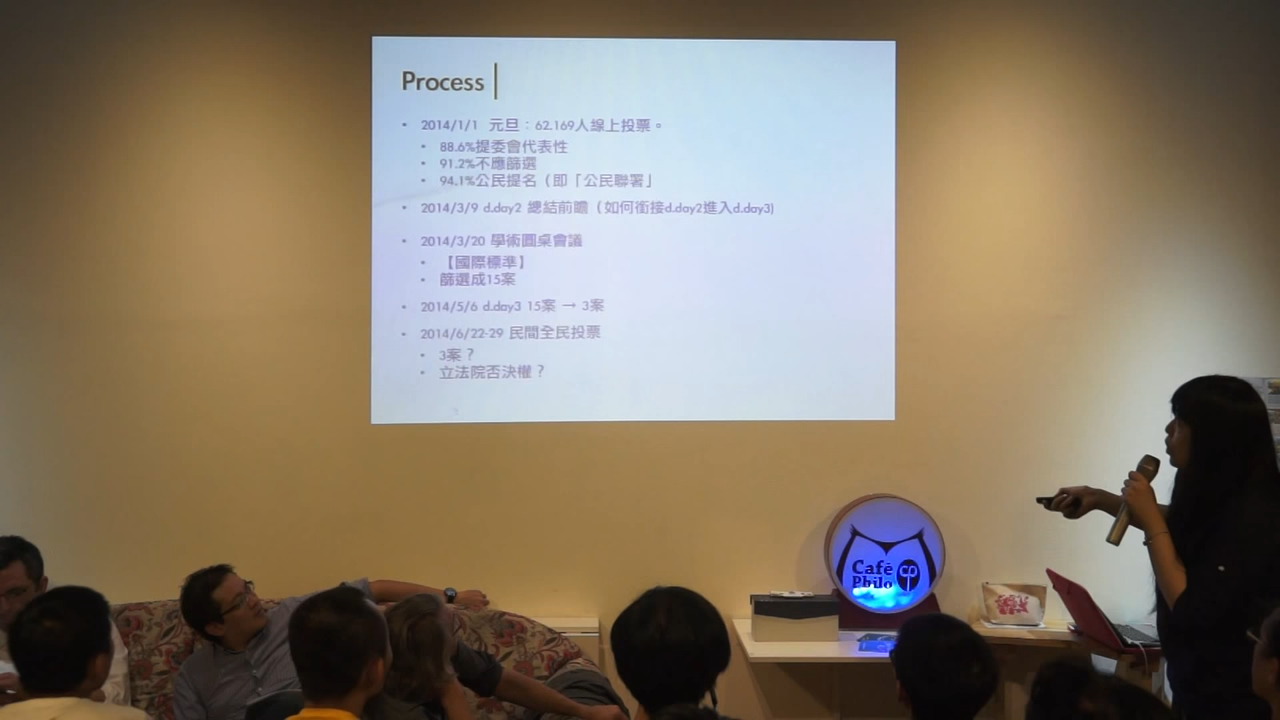 Process
• 2014/1/1 元旦：62.169人線上投票。
• 88.6%提委會代表性
• 91.2%不應篩選
• 94.1%公民提名（即「公民聯署」
• 2014/3/9 d.day2 總結前瞻（如何銜接d.day2進入d.day3)
• 2014/3/20 學術圓桌會議
• 【國際標準】
• 篩選成15案
• 2014/5/6 d.day3 15案 → 3案
• 2014/6/22-29 民間全民投票
• 3案？
• 立法院否決權？
Café
Philo